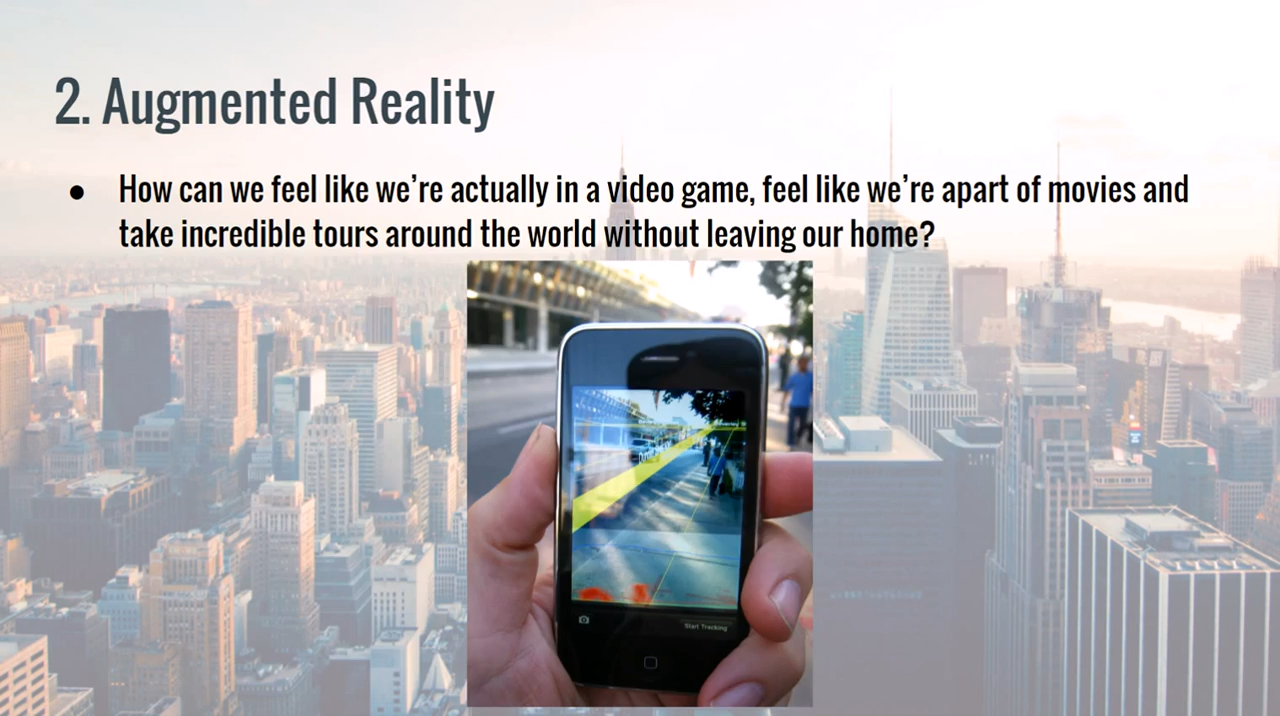 2. Augmented Reality
● How can we feel like we’re actually in a video game, feel like we’re apart of movies and
take incredible tours around the world without leaving our home?
Start Tracking